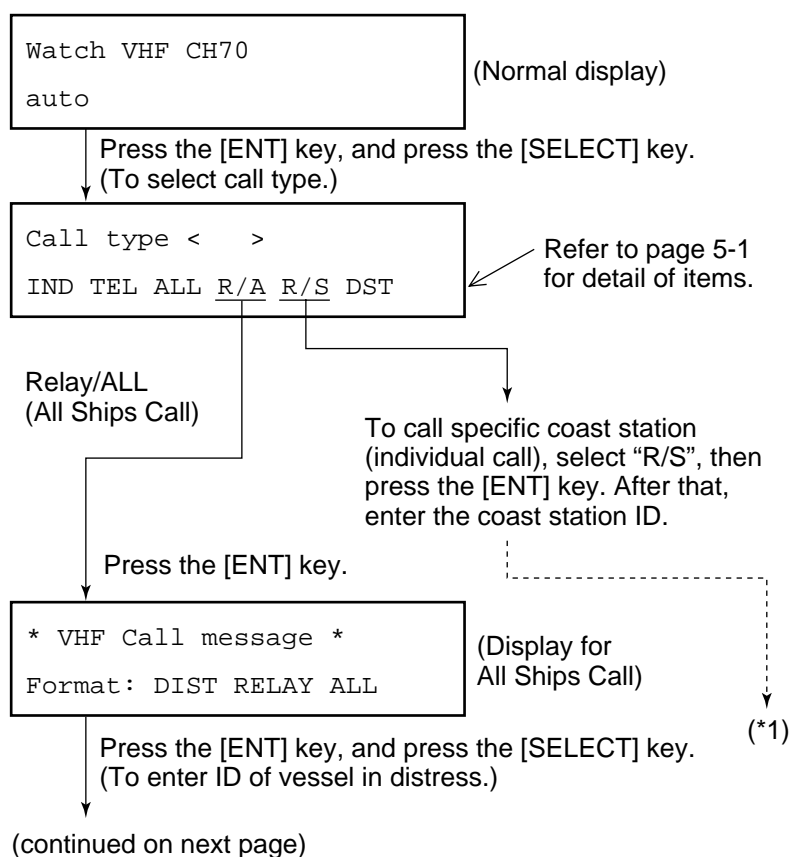 Watch VHF CH70
auto
(Normal display)
Press the [ENT] key, and press the [SELECT] key.
(To select call type.)
Call type <   >
IND TEL ALL R/A R/S DST
Refer to page 5-1
for detail of items.
Relay/ALL
(All Ships Call)
To call specific coast station
(individual call), select “R/S”, then
press the [ENT] key. After that,
enter the coast station ID.
Press the [ENT] key.
* VHF Call message *
Format: DIST RELAY ALL
(Display for
All Ships Call)
(*1)
Press the [ENT] key, and press the [SELECT] key.
(To enter ID of vessel in distress.)
(continued on next page)